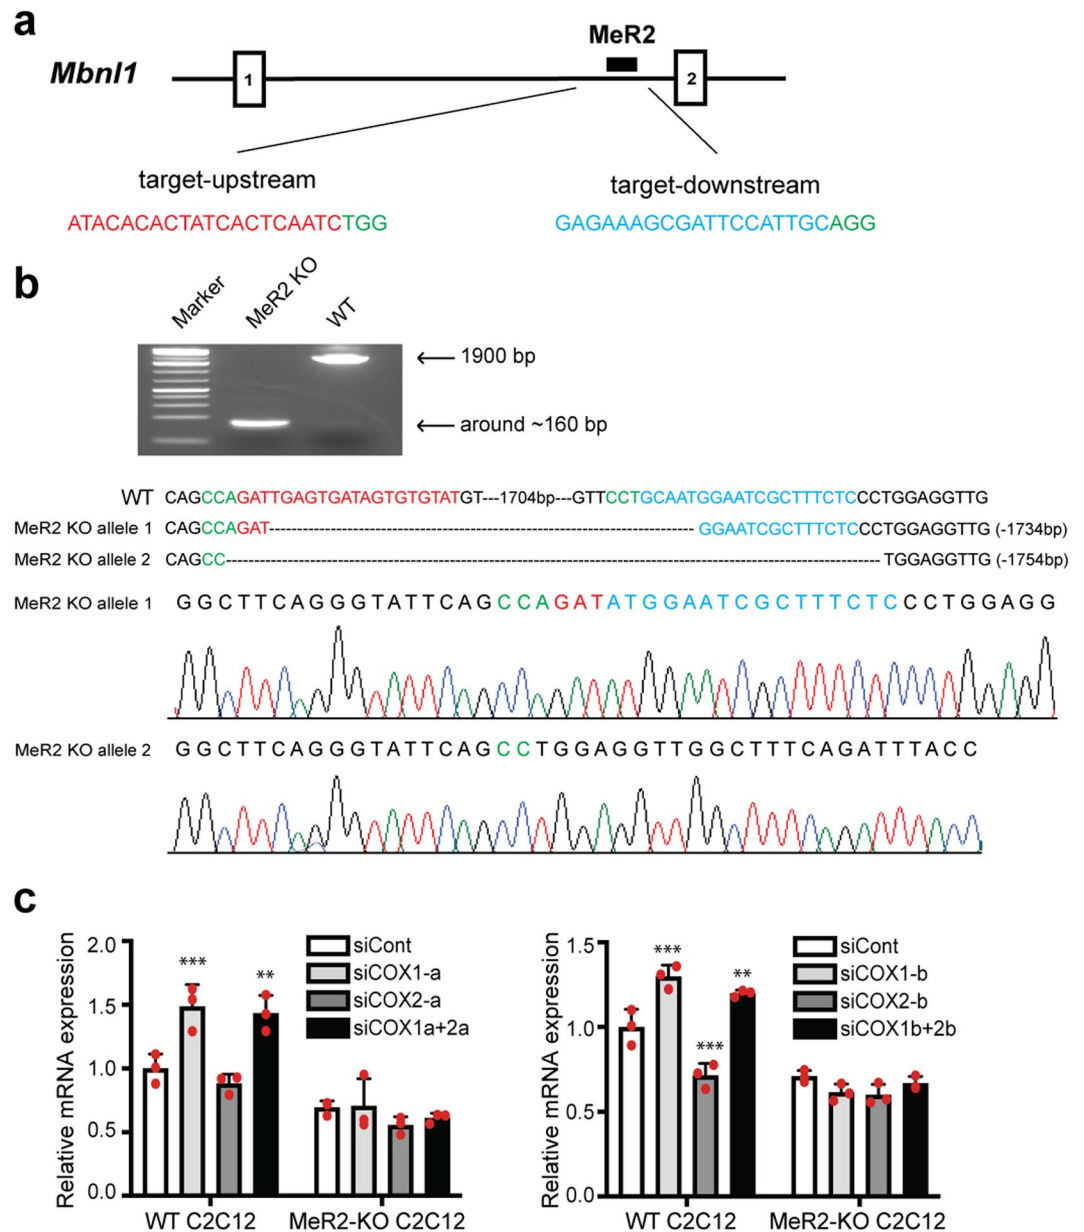 a
MeR2
Mbnl1
1
2
target-upstream
target-downstream
ATACACACTATCACTCAATCTGG
GAGAAAGCGATTCCATTGCAGG
b
Marker
MeR2 KO
WT
1900 bp
around ~160 bp
WT CAGCCAGATTGAGTGATAGTGTGTATGT---1704bp---GTTCCTGCAATGGAATCGCTTTCTCCCTGGAGGTTG
MeR2 KO allele 1 CAGCCAGAT--------------------GGAATCGCTTTCTCCCTGGAGGTTG (-1734bp)
MeR2 KO allele 2 CAGCC--------------------TGGAGGTTG (-1754bp)
MeR2 KO allele 1 GGCTTCAGGGTATTCAGCCAGATATGGAATCGCTTTCTCCCTGGAGG
MeR2 KO allele 2 GGCTTCAGGGTATTCAGCCTGGAGGTTGGCTTTCAGATTTACC
c
Relative mRNA expression
2.0
1.5
1.0
0.5
0.0
***
**
siCont
siCOX1-a
siCOX2-a
siCOX1a+2a
WT C2C12
MeR2-KO C2C12
Relative mRNA expression
1.5
1.0
0.5
0.0
***
***
**
siCont
siCOX1-b
siCOX2-b
siCOX1b+2b
WT C2C12
MeR2-KO C2C12